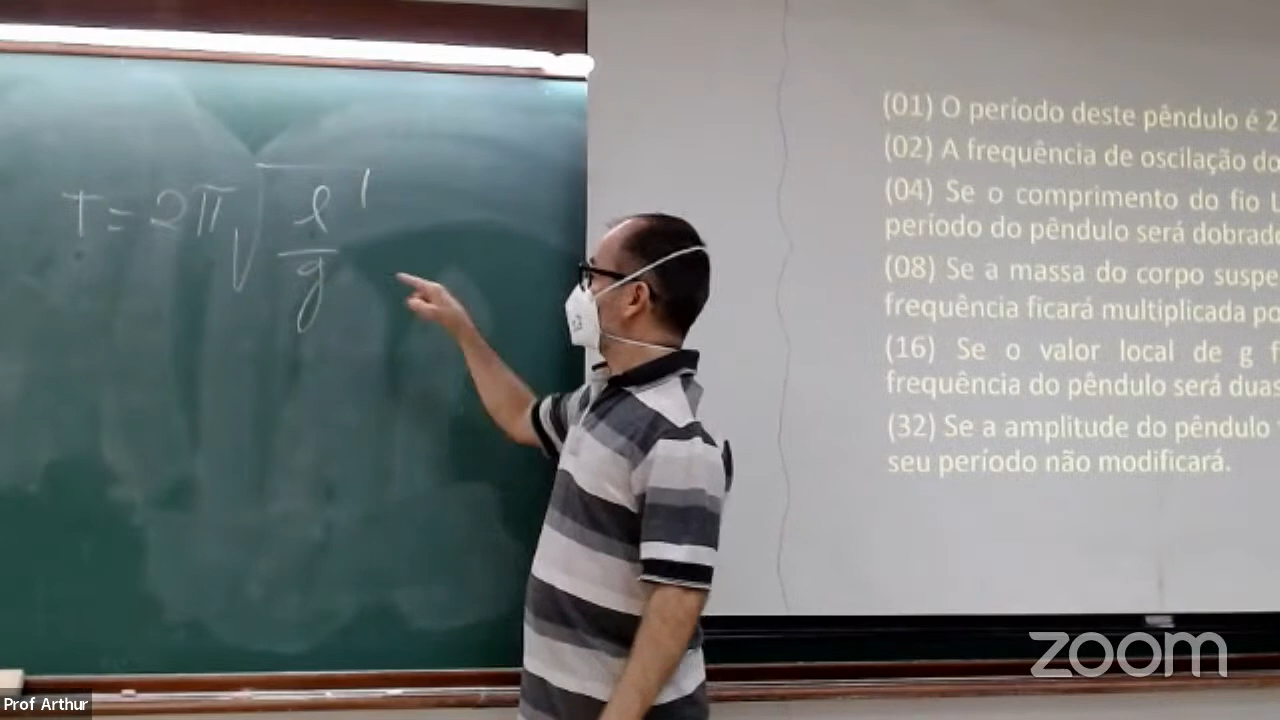 T = 2π √ l / g
(01) O período deste pêndulo é 2
(02) A frequência de oscilação do
(04) Se o comprimento do fio
período do pêndulo será dobrado
(08) Se a massa do corpo suspe
frequência ficará multiplicada po
(16) Se o valor local de g f
frequência do pêndulo será duas
(32) Se a amplitude do pêndulo
seu período não modificará.
zoom
Prof Arthur